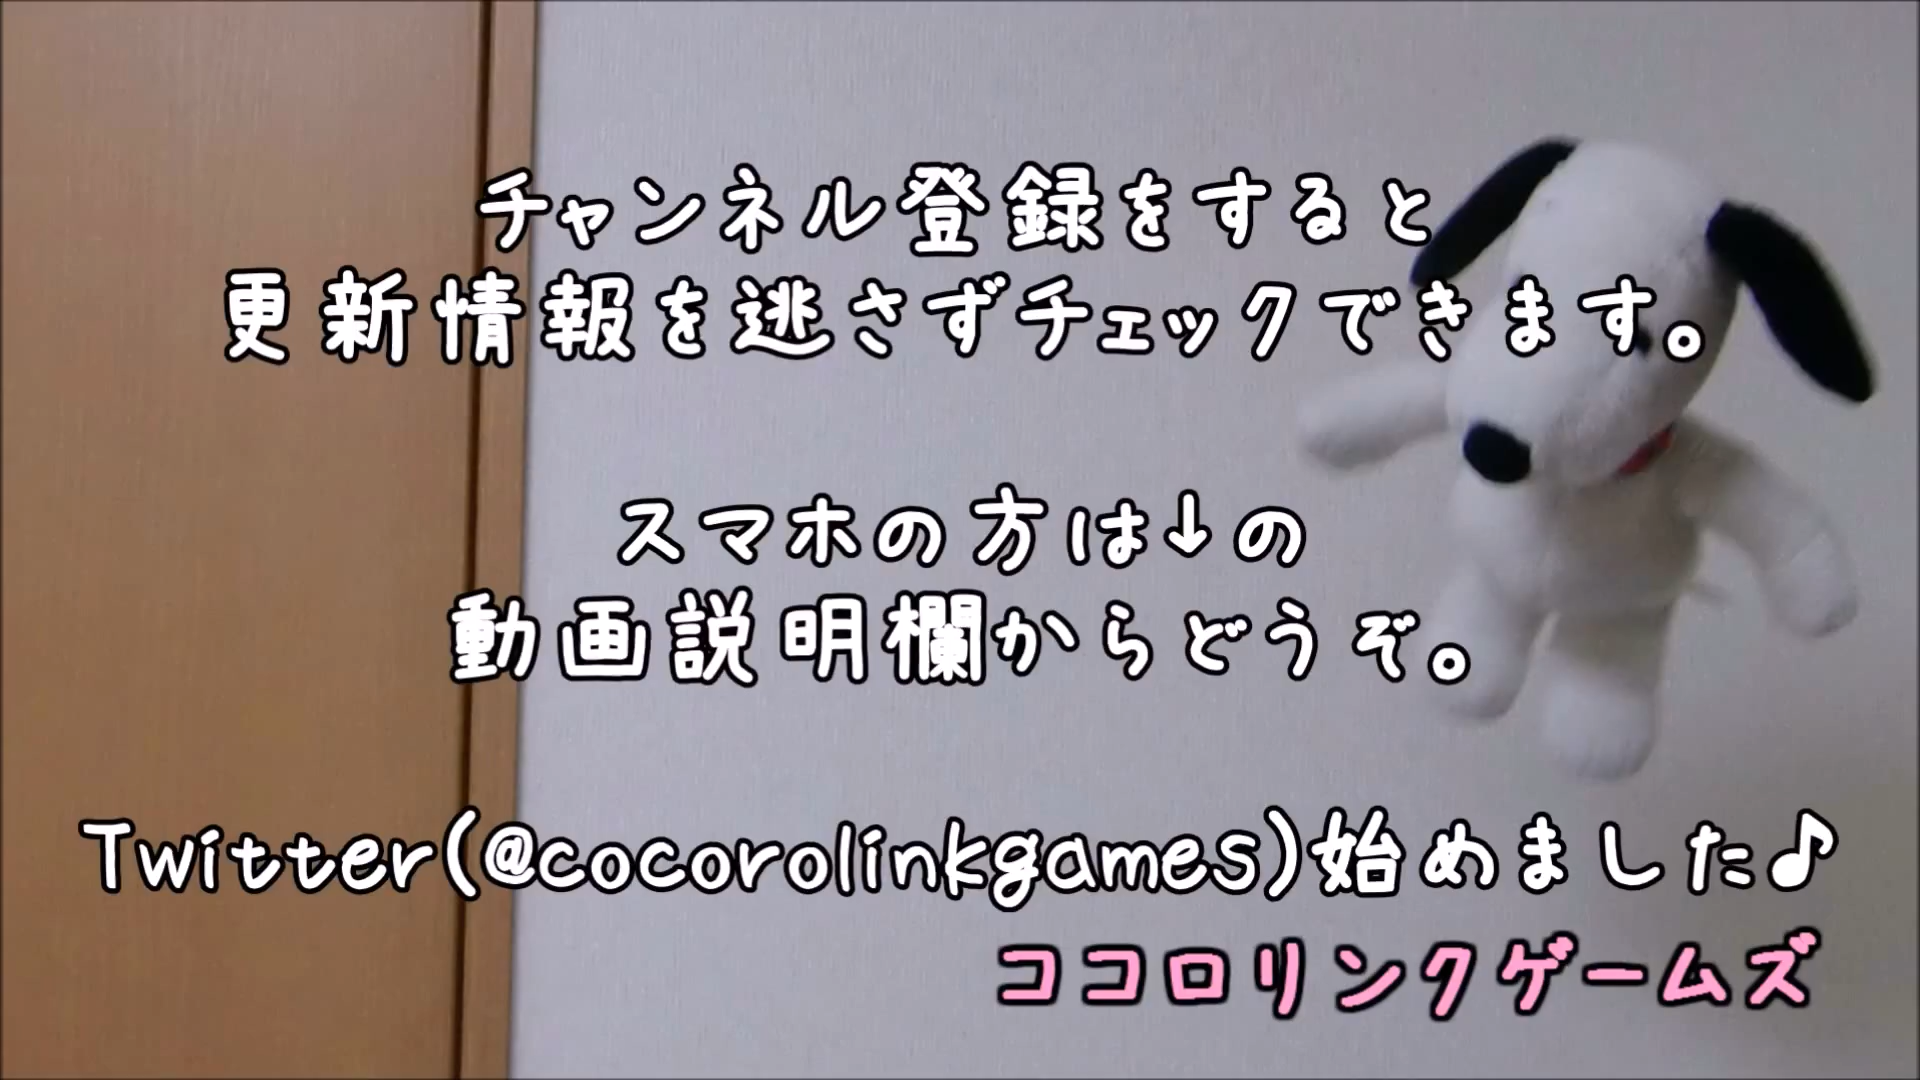 チャンネル登録をすると
更新情報を逃さずチェックできます。
スマホの方は↓の
動画説明欄からどうぞ。
Twitter(@cocorolinkgames)始めました♪
ココロリンクゲームズ